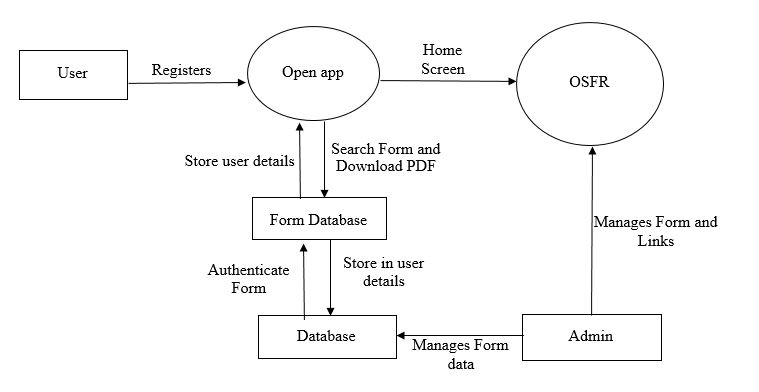 Home
Screen
User
Registers
Open app
OSFR
Search Form and
Download PDF
Store user details
Form Database
Manages Form and
Links
Authenticate
Form
Store in user
details
Database
Manages Form
data
Admin